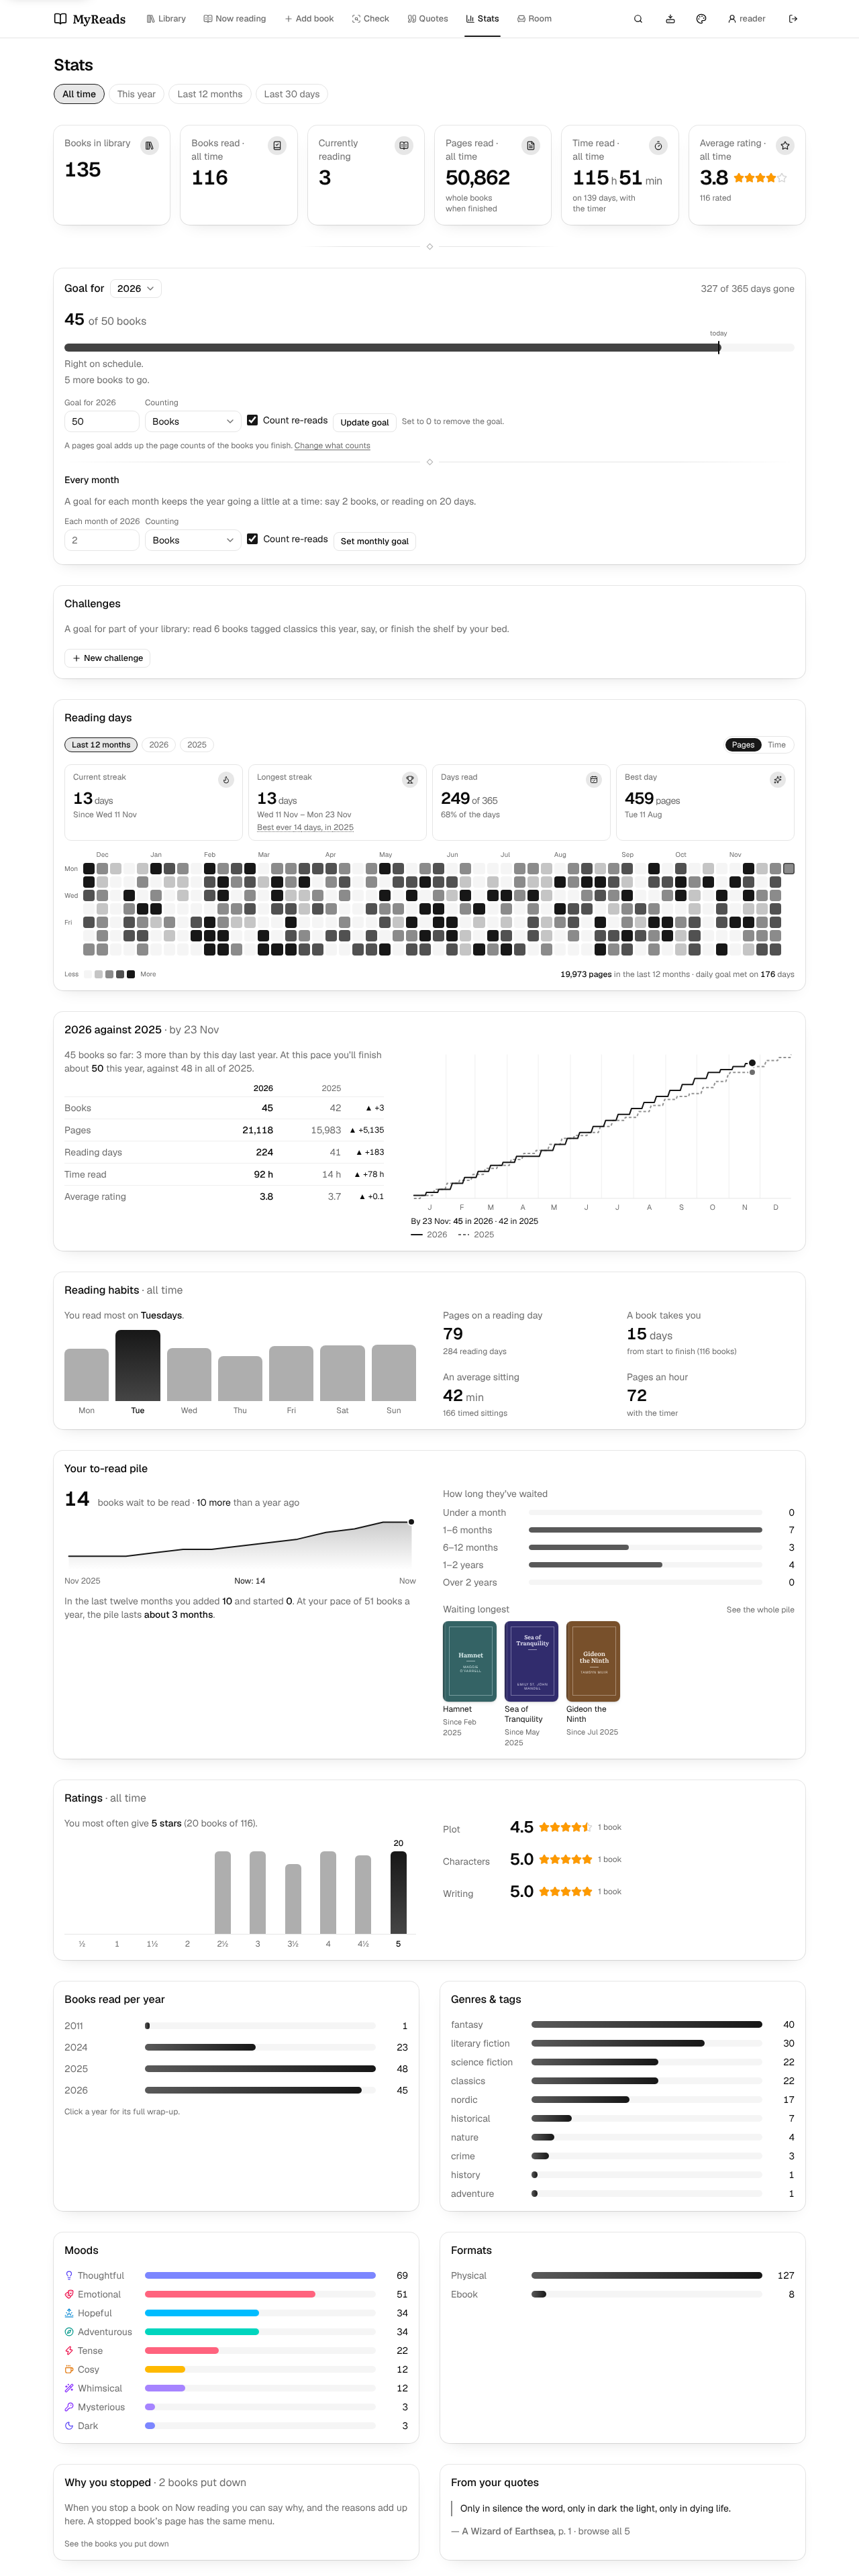 MyReads
Library
Now reading
Add book
Check
Quotes
Stats
Room
reader
Stats
All time
This year
Last 12 months
Last 30 days
Books in library
135
Books read ·
all time
116
Currently
reading
3
Pages read ·
all time
50,862
whole books
when finished
Time read ·
all time
115 h 51 min
on 139 days, with
the timer
Average rating ·
all time
3.8
116 rated
Goal for 2026
327 of 365 days gone
45 of 50 books
today
Right on schedule.
5 more books to go.
Goal for 2026 Counting
50 Books Count re-reads Update goal Set to 0 to remove the goal.
A pages goal adds up the page counts of the books you finish. Change what counts
Every month
A goal for each month keeps the year going a little at a time: say 2 books, or reading on 20 days.
Each month of 2026 Counting
2 Books Count re-reads Set monthly goal
Challenges
A goal for part of your library: read 6 books tagged classics this year, say, or finish the shelf by your bed.
New challenge
Reading days
Last 12 months 2026 2025
Pages Time
Current streak
13 days
Since Wed 11 Nov
Longest streak
13 days
Wed 11 Nov – Mon 23 Nov
Best ever 14 days, in 2025
Days read
249 of 365
68% of the days
Best day
459 pages
Tue 11 Aug
Dec Jan Feb Mar Apr May Jun Jul Aug Sep Oct Nov
Mon
Wed
Fri
Less More
19,973 pages in the last 12 months · daily goal met on 176 days
2026 against 2025 · by 23 Nov
45 books so far: 3 more than by this day last year. At this pace you'll finish
about 50 this year, against 48 in all of 2025.
2026 2025
Books 45 42 ▲ +3
Pages 21,118 15,983 ▲ +5,135
Reading days 224 41 ▲ +183
Time read 92 h 14 h ▲ +78 h
Average rating 3.8 3.7 ▲ +0.1
J F M A M J J A S O N D
By 23 Nov: 45 in 2026 · 42 in 2025
2026 2025
Reading habits · all time
You read most on Tuesdays.
Mon Tue Wed Thu Fri Sat Sun
Pages on a reading day
79
284 reading days
A book takes you
15 days
from start to finish (116 books)
An average sitting
42 min
166 timed sittings
Pages an hour
72
with the timer
Your to-read pile
14 books wait to be read · 10 more than a year ago
Nov 2025 Now: 14 Now
In the last twelve months you added 10 and started 0. At your pace of 51 books a
year, the pile lasts about 3 months.
How long they've waited
Under a month 0
1–6 months 7
6–12 months 3
1–2 years 4
Over 2 years 0
Waiting longest
See the whole pile
Hamnet
MAGGIE
O'FARRELL
Sea of
Tranquility
EMILY ST. JOHN
MANDEL
Gideon
the Ninth
TAMSYN MUIR
Hamnet
Since Feb
2025
Sea of
Tranquility
Since May
2025
Gideon the
Ninth
Since Jul 2025
Ratings · all time
You most often give 5 stars (20 books of 116).
20
½ 1 1½ 2 2½ 3 3½ 4 4½ 5
Plot 4.5 1 book
Characters 5.0 1 book
Writing 5.0 1 book
Books read per year
2011 1
2024 23
2025 48
2026 45
Click a year for its full wrap-up.
Genres & tags
fantasy 40
literary fiction 30
science fiction 22
classics 22
nordic 17
historical 7
nature 4
crime 3
history 1
adventure 1
Moods
Thoughtful 69
Emotional 51
Hopeful 34
Adventurous 34
Tense 22
Cosy 12
Whimsical 12
Mysterious 3
Dark 3
Formats
Physical 127
Ebook 8
Why you stopped · 2 books put down
When you stop a book on Now reading you can say why, and the reasons add up
here. A stopped book's page has the same menu.
See the books you put down
From your quotes
Only in silence the word, only in dark the light, only in dying life.
— A Wizard of Earthsea, p. 1 · browse all 5